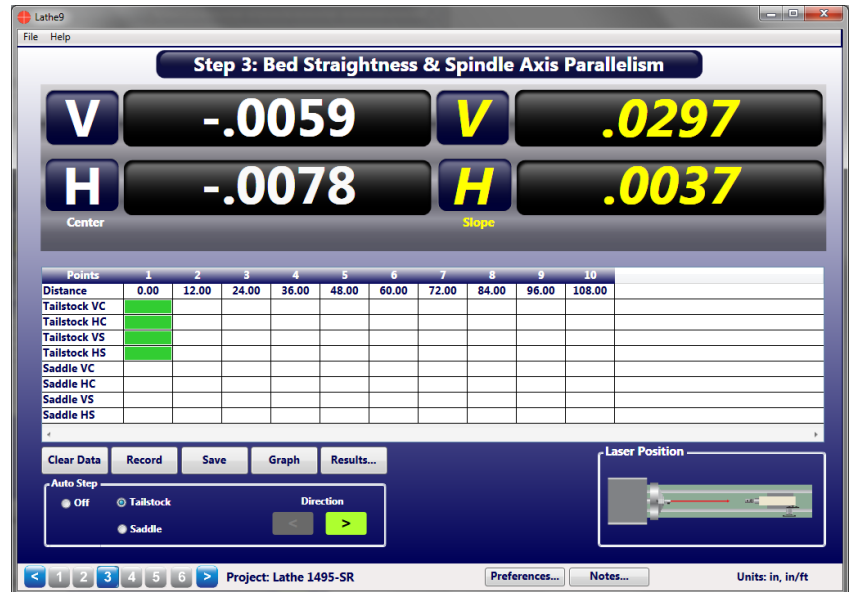 Lathe9
File Help
Step 3: Bed Straightness & Spindle Axis Parallelism
V -.0059 V .0297
H -.0078 H .0037
Center Slope
Points 1 2 3 4 5 6 7 8 9 10
Distance 0.00 12.00 24.00 36.00 48.00 60.00 72.00 84.00 96.00 108.00
Tailstock VC
Tailstock HC
Tailstock VS
Tailstock HS
Saddle VC
Saddle HC
Saddle VS
Saddle HS
Clear Data Record Save Graph Results... Laser Position
Auto Step
Off Tailstock Direction
Saddle < >
< 1 2 3 4 5 6 > Project: Lathe 1495-SR Preferences... Notes... Units: in, in/ft